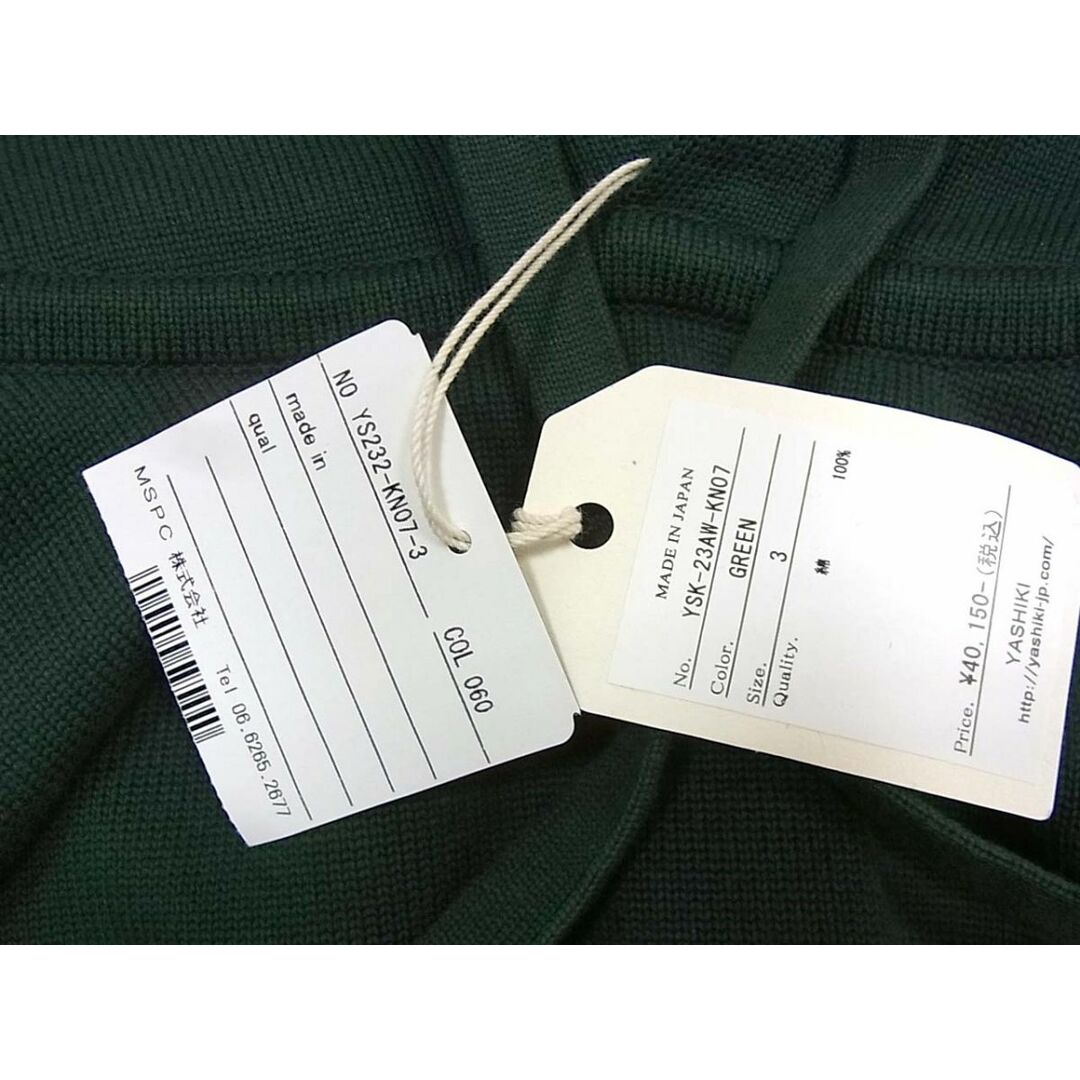 NO YS232-KN07-3 COL 060
made in
qual
MSPC 株式会社 Tel 06.6265.2677
MADE IN JAPAN
No. YSK-23AW-KN07
Color. GREEN
Size. 3
Quality.
綿 100%
Price. ¥40,150-(税込)
YASHIKI
http://yashiki-jp.com/